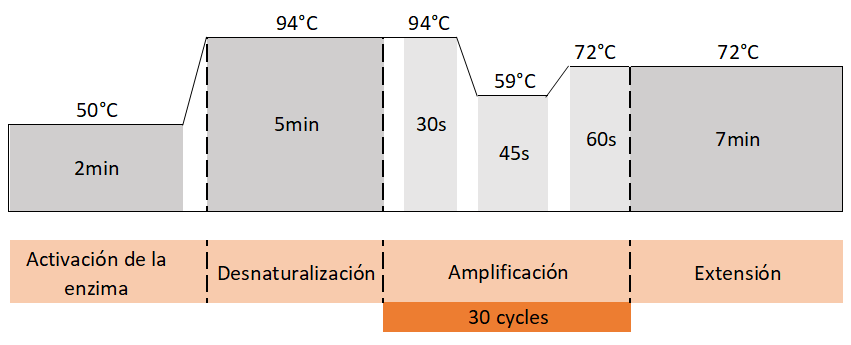 94°C
94°C
72°C
72°C
59°C
50°C
5min
30s
60s
7min
45s
2min
Activación de la
enzima
Desnaturalización
Amplificación
Extensión
30 cycles